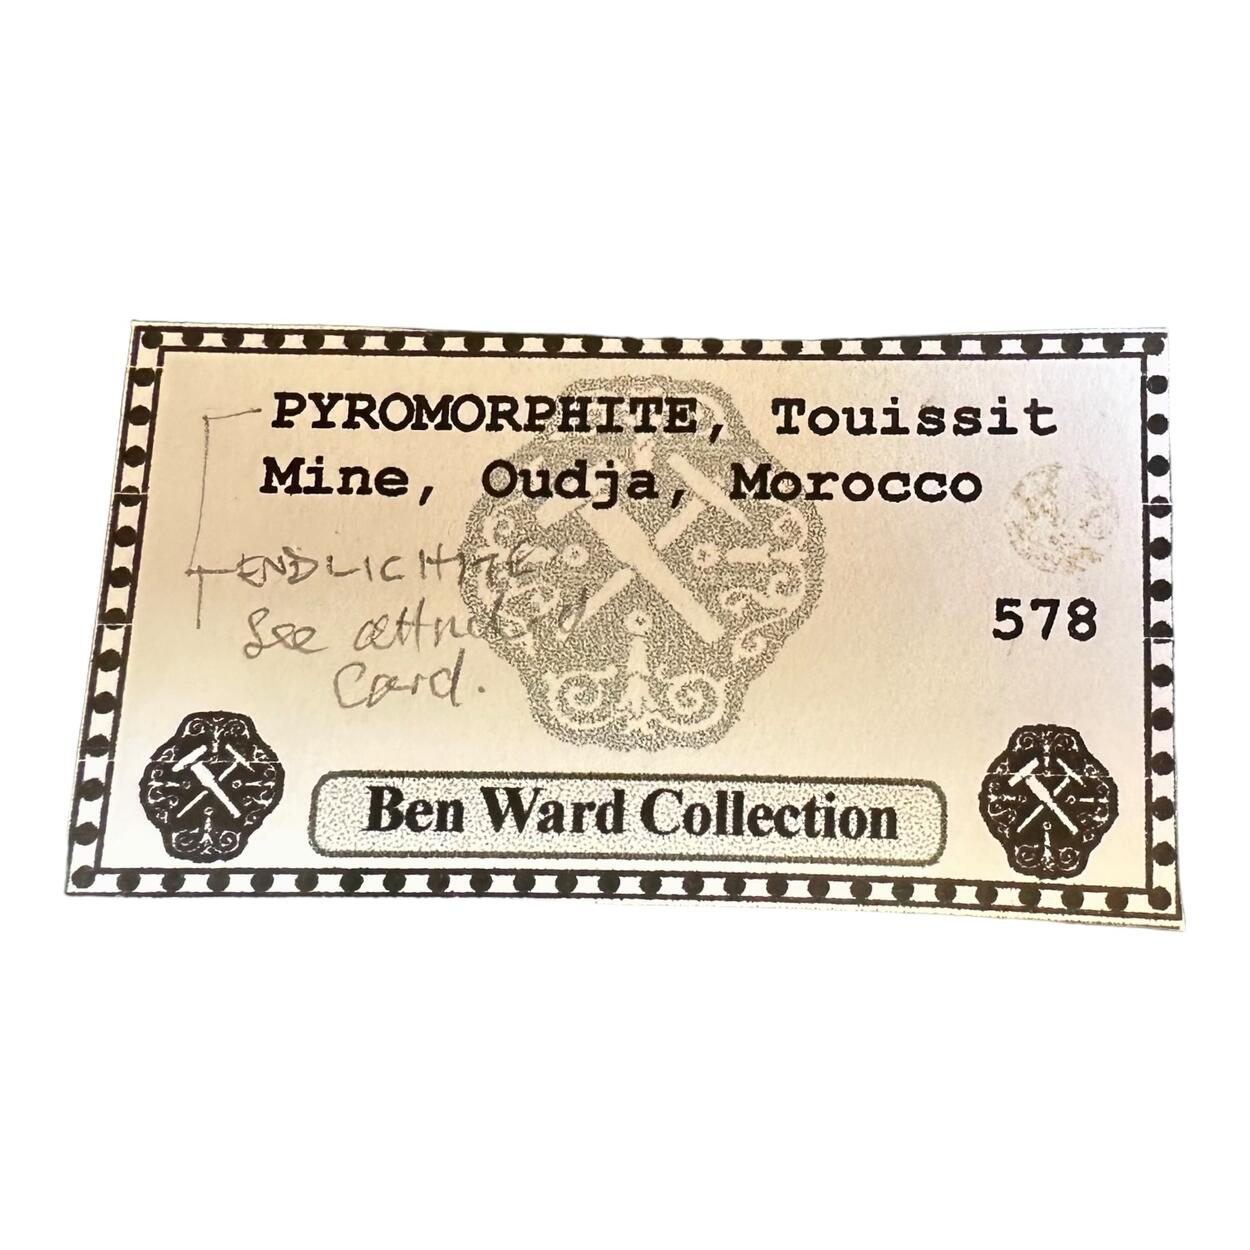 PYROMORPHITE, Touissit
Mine, Oudja, Morocco
ENDLICHITE
578
See attached
Card.
Ben Ward Collection